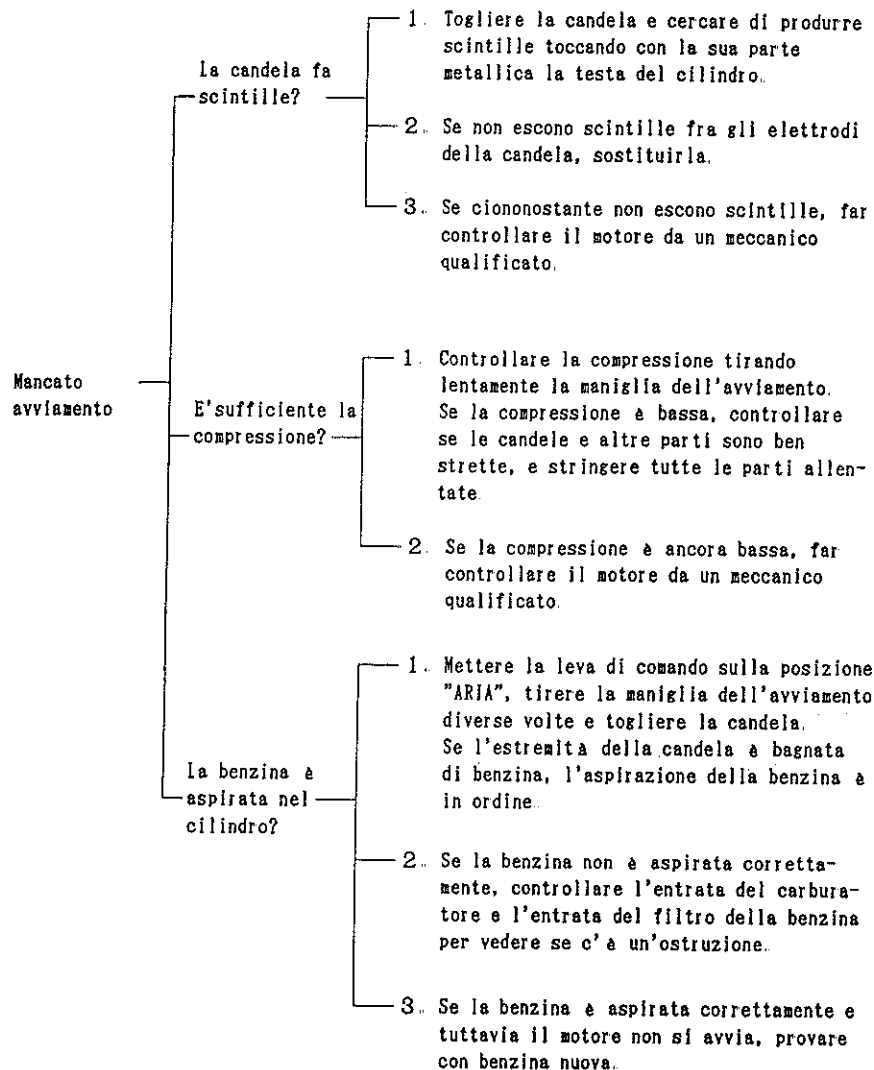 Mancato
avviamento
La candela fa
scintille?
1. Togliere la candela e cercare di produrre
scintille toccando con la sua parte
metallica la testa del cilindro.
2. Se non escono scintille fra gli elettrodi
della candela, sostituirla.
3. Se ciononostante non escono scintille, far
controllare il motore da un meccanico
qualificato.
E'sufficiente la
compressione?
1. Controllare la compressione tirando
lentamente la maniglia dell'avviamento.
Se la compressione è bassa, controllare
se le candele e altre parti sono ben
strette, e stringere tutte le parti allen-
tate.
2. Se la compressione è ancora bassa, far
controllare il motore da un meccanico
qualificato.
La benzina è
aspirata nel
cilindro?
1. Mettere la leva di comando sulla posizione
"ARIA", tirere la maniglia dell'avviamento
diverse volte e togliere la candela.
Se l'estremità della candela è bagnata
di benzina, l'aspirazione della benzina è
in ordine.
2. Se la benzina non è aspirata corretta-
mente, controllare l'entrata del carbura-
tore e l'entrata del filtro della benzina
per vedere se c'è un'ostruzione.
3. Se la benzina è aspirata correttamente e
tuttavia il motore non si avvia, provare
con benzina nuova.